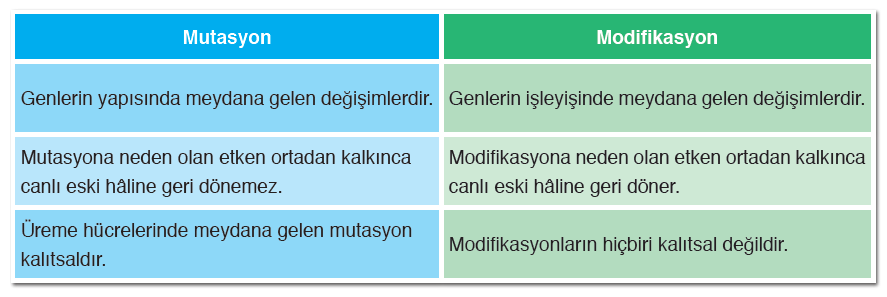 Mutasyon
Modifikasyon
Genlerin yapısında meydana gelen değişimlerdir.
Genlerin işleyişinde meydana gelen değişimlerdir.
Mutasyona neden olan etken ortadan kalkınca
canlı eski hâline geri dönemez.
Modifikasyona neden olan etken ortadan kalkınca
canlı eski hâline geri döner.
Üreme hücrelerinde meydana gelen mutasyon
kalıtsaldır.
Modifikasyonların hiçbiri kalıtsal değildir.